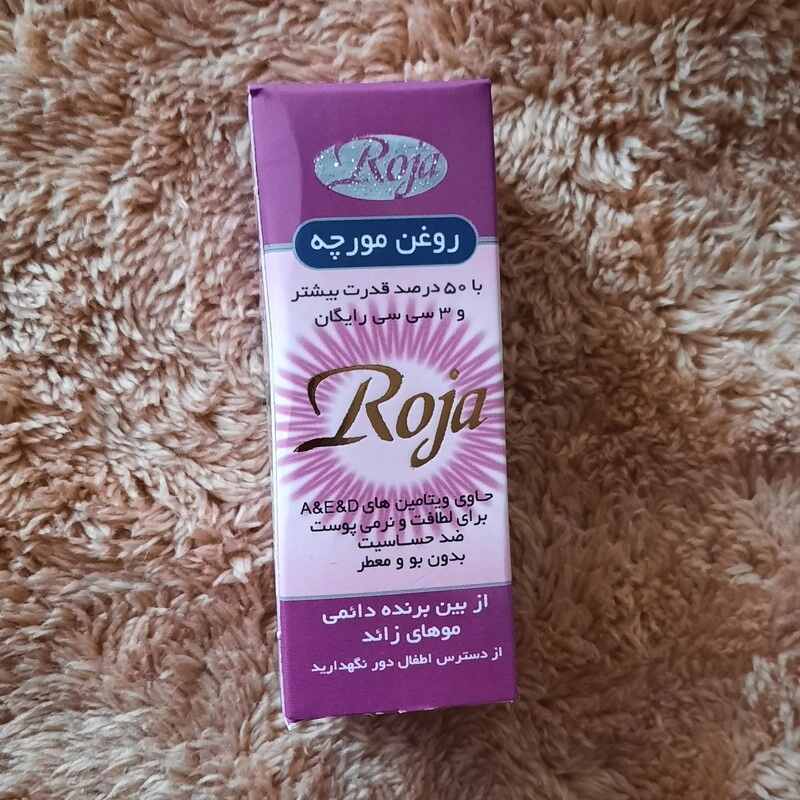 Roja
روغن مورچه
با ۵۰ درصد قدرت بیشتر
و ۳ سی سی رایگان
Roja
حاوی ویتامین های A&E&D
برای لطافت و نرمی پوست
ضد حساسیت
بدون بو و معطر
از بین برنده دائمی
موهای زائد
از دسترس اطفال دور نگهدارید